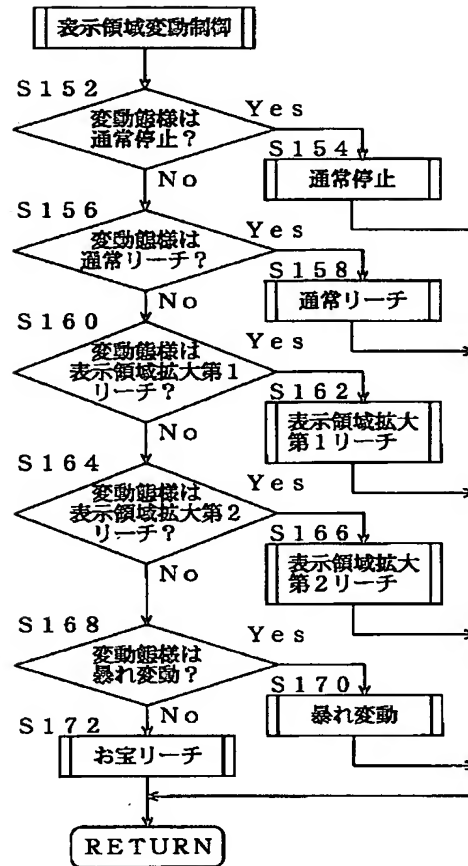 表示領域変動制御
S152
変動態様は
通常停止？
Yes
S154
通常停止
No
S156
変動態様は
通常リーチ？
Yes
S158
通常リーチ
No
S160
変動態様は
表示領域拡大第1
リーチ？
Yes
S162
表示領域拡大
第1リーチ
No
S164
変動態様は
表示領域拡大第2
リーチ？
Yes
S166
表示領域拡大
第2リーチ
No
S168
変動態様は
暴れ変動？
Yes
S170
暴れ変動
No
S172
お宝リーチ
RETURN